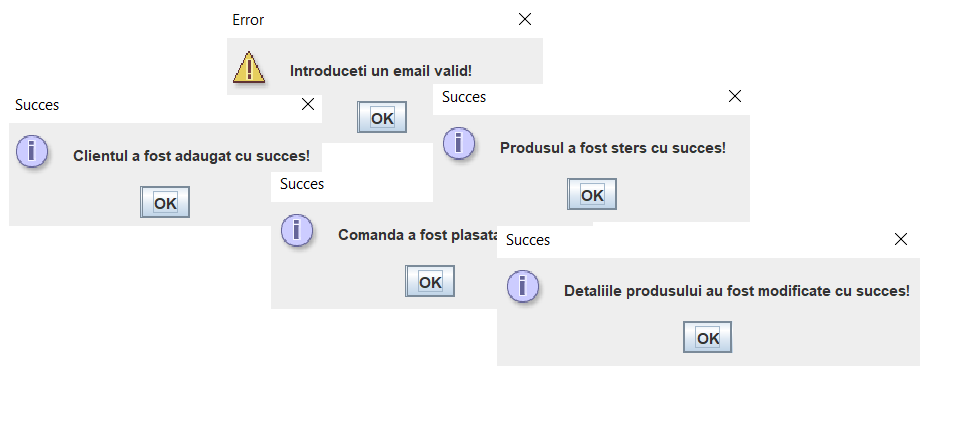 Error
Introduceti un email valid!
OK
Succes
Clientul a fost adaugat cu succes!
OK
Succes
Produsul a fost sters cu succes!
OK
Succes
Comanda a fost plasata
OK
Succes
Detaliile produsului au fost modificate cu succes!
OK